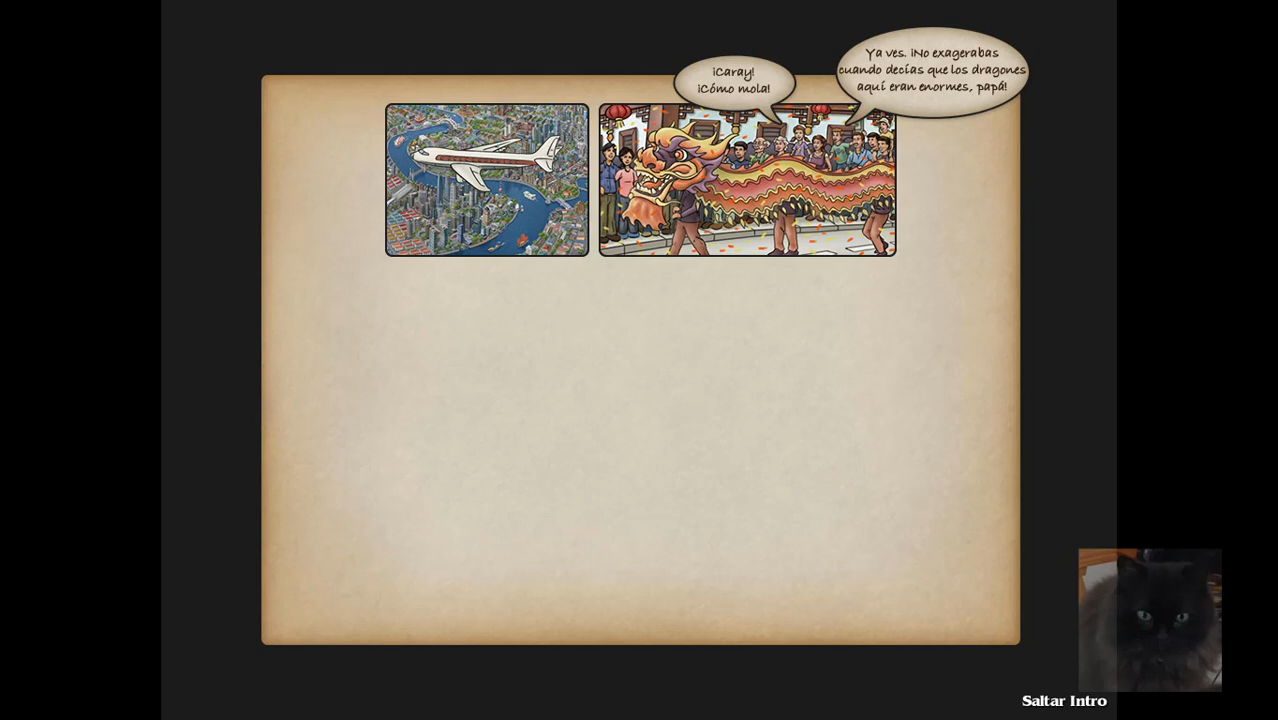 ¡Caray!
¡Cómo mola!
Ya ves. ¡No exagerabas
cuando decías que los dragones
aquí eran enormes, papá!
Saltar Intro